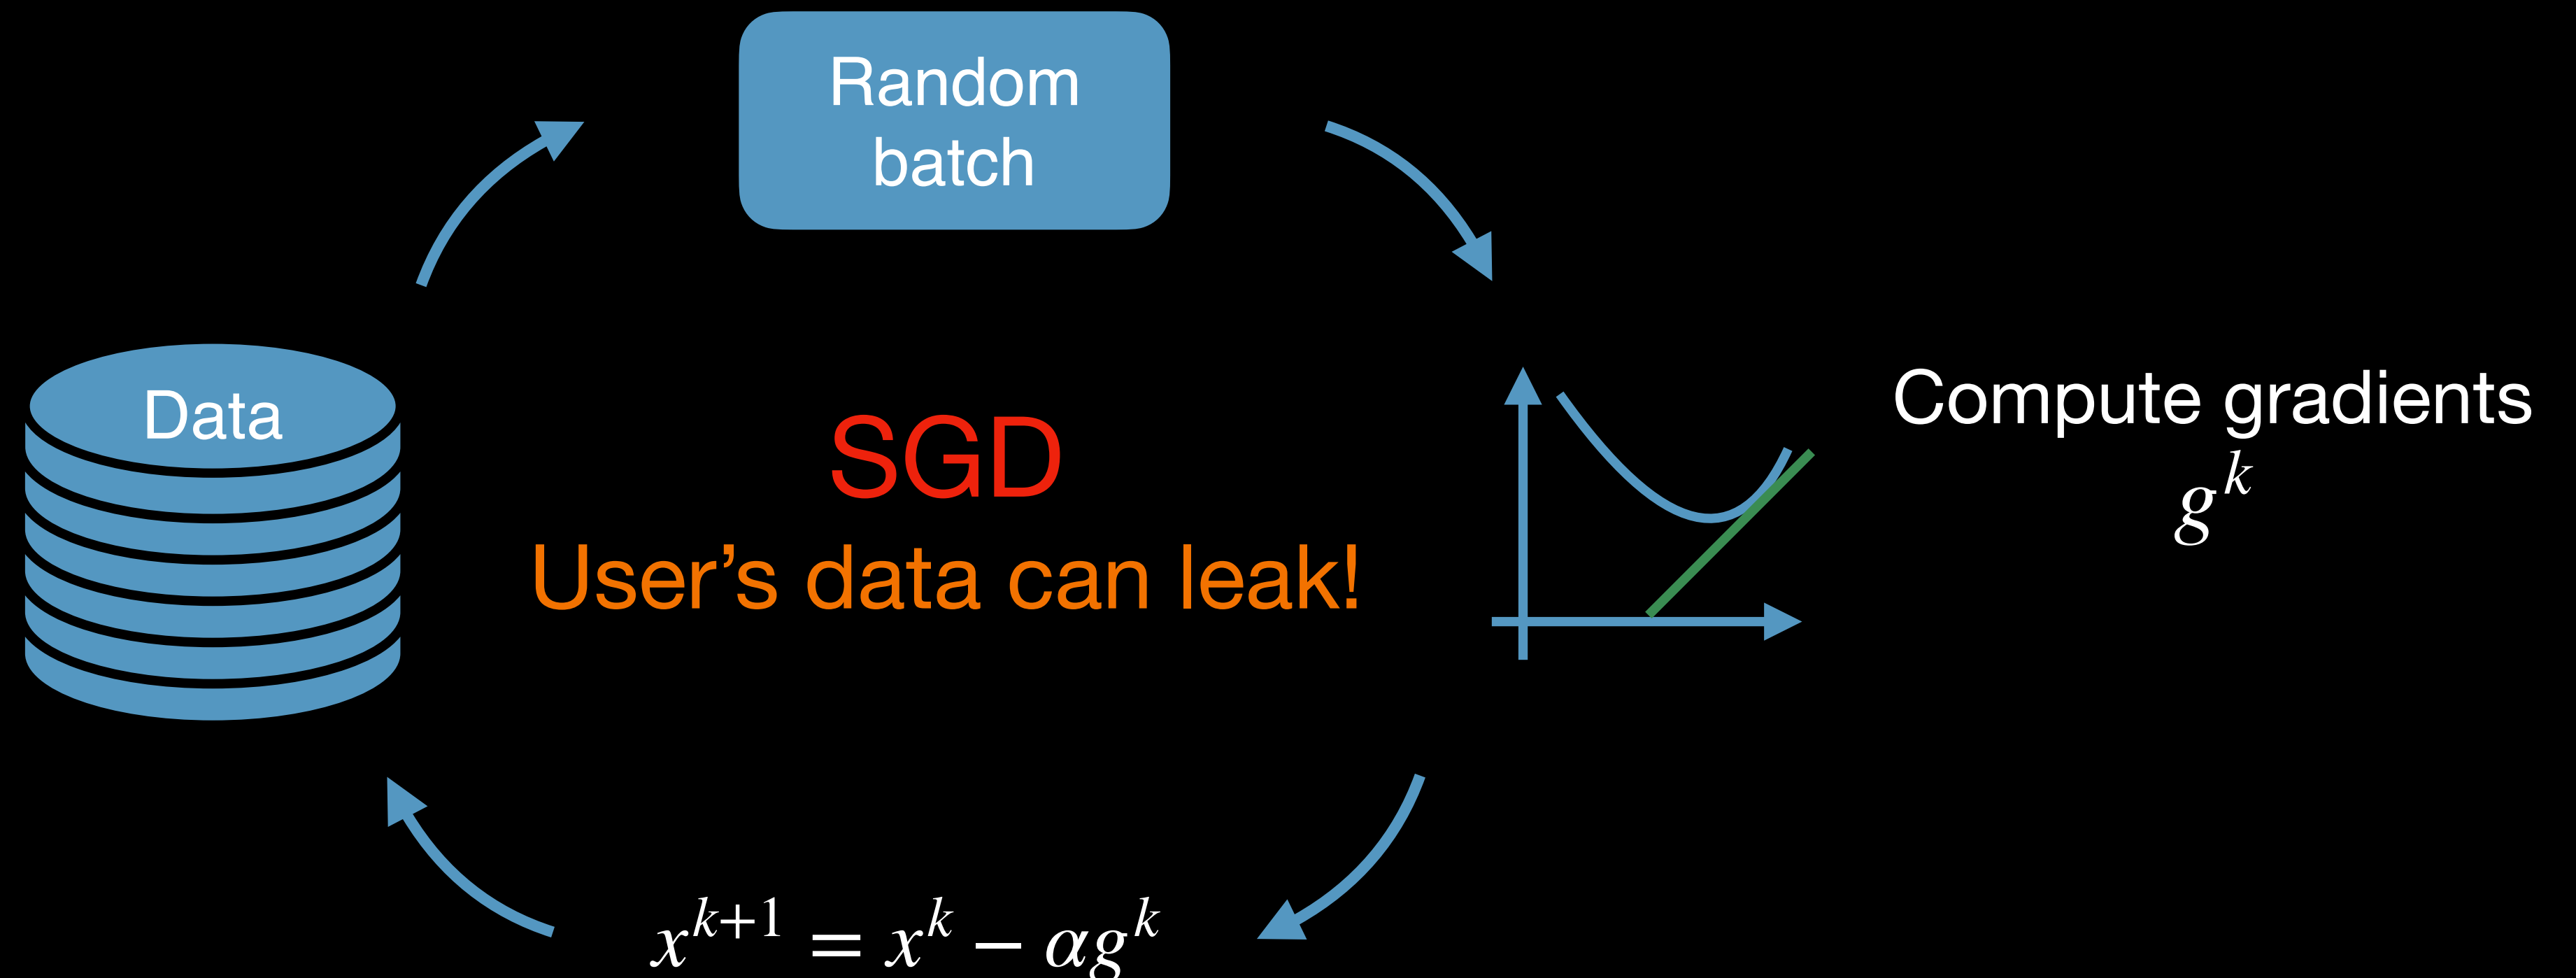 Random
batch
Data
SGD
User's data can leak!
Compute gradients
g^k
x^{k+1} = x^k − αg^k